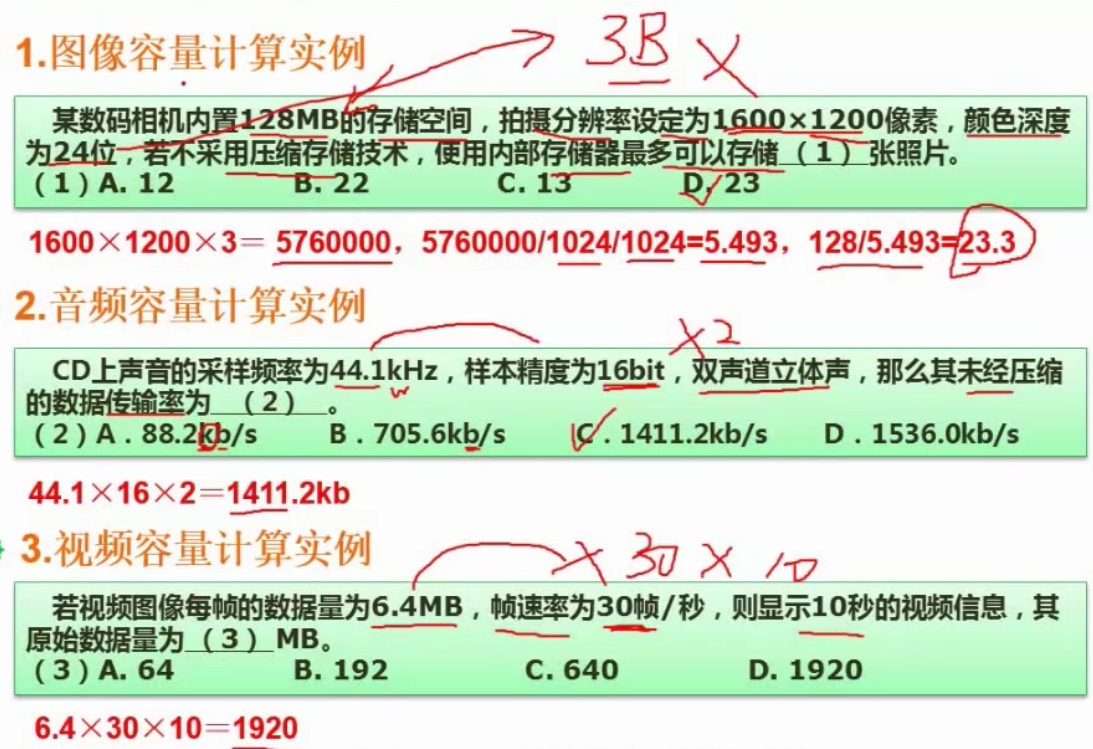 1.图像容量计算实例
3B ×
某数码相机内置128MB的存储空间，拍摄分辨率设定为1600×1200像素，颜色深度
为24位，若不采用压缩存储技术，使用内部存储器最多可以存储（1）张照片。
（1）A. 12 B. 22 C. 13 D. 23
1600×1200×3= 5760000，5760000/1024/1024=5.493，128/5.493=23.3
2.音频容量计算实例
×2
CD上声音的采样频率为44.1kHz，样本精度为16bit，双声道立体声，那么其未经压缩
的数据传输率为（2）。
（2）A．88.2kb/s B．705.6kb/s C．1411.2kb/s D．1536.0kb/s
44.1×16×2＝1411.2kb
3.视频容量计算实例
× 30 × 10
若视频图像每帧的数据量为6.4MB，帧速率为30帧/秒，则显示10秒的视频信息，其
原始数据量为（3）MB。
（3）A. 64 B. 192 C. 640 D. 1920
6.4×30×10＝1920